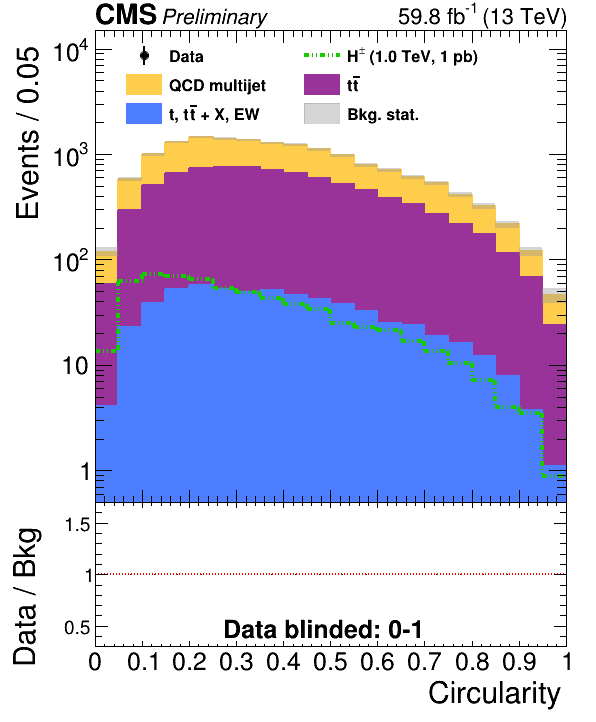 CMS Preliminary 59.8 fb⁻¹ (13 TeV)
Events / 0.05
10⁴
10³
10²
10
1
Data
H± (1.0 TeV, 1 pb)
QCD multijet
tt̄
t, tt̄ + X, EW
Bkg. stat.
Data / Bkg
1.5
1
0.5
Data blinded: 0-1
0 0.1 0.2 0.3 0.4 0.5 0.6 0.7 0.8 0.9 1
Circularity